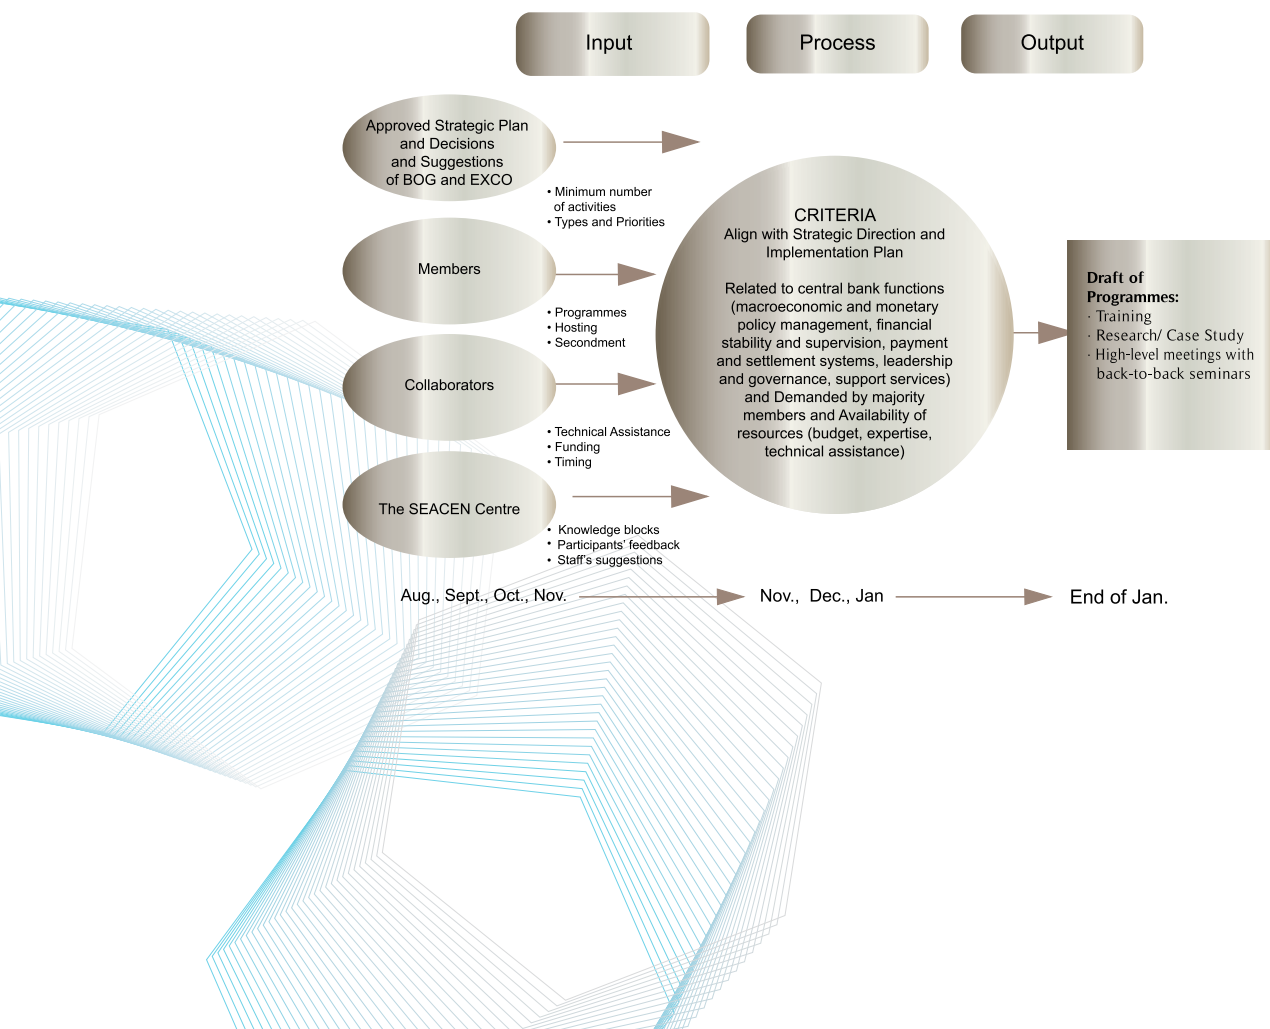 Input
Process
Output
Approved Strategic Plan
and Decisions
and Suggestions
of BOG and EXCO
• Minimum number
of activities
• Types and Priorities
Members
• Programmes
• Hosting
• Secondment
Collaborators
• Technical Assistance
• Funding
• Timing
The SEACEN Centre
• Knowledge blocks
• Participants’ feedback
• Staff’s suggestions
CRITERIA
Align with Strategic Direction and
Implementation Plan
Related to central bank functions
(macroeconomic and monetary
policy management, financial
stability and supervision, payment
and settlement systems, leadership
and governance, support services)
and Demanded by majority
members and Availability of
resources (budget, expertise,
technical assistance)
Draft of
Programmes:
· Training
· Research/ Case Study
· High-level meetings with
back-to-back seminars
Aug., Sept., Oct., Nov.
Nov., Dec., Jan
End of Jan.